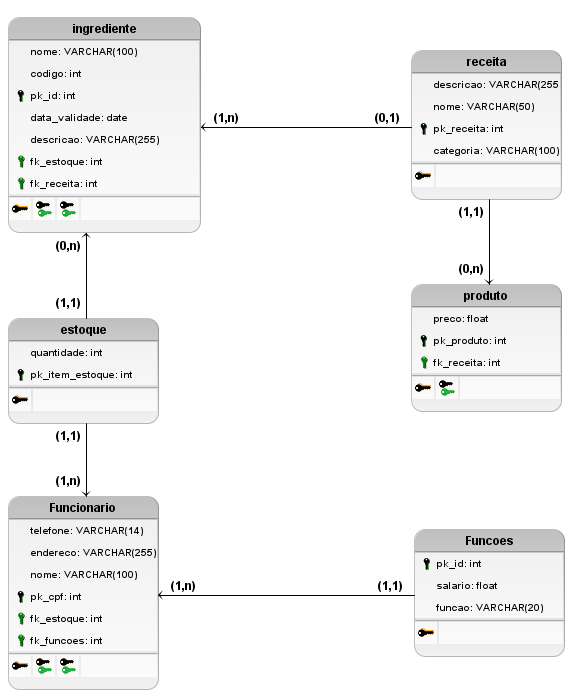 ingrediente
nome: VARCHAR(100)
codigo: int
pk_id: int
data_validade: date
descricao: VARCHAR(255)
fk_estoque: int
fk_receita: int
(1,n)
(0,1)
receita
descricao: VARCHAR(255
nome: VARCHAR(50)
pk_receita: int
categoria: VARCHAR(100)
(0,n)
(1,1)
(1,1)
(0,n)
estoque
quantidade: int
pk_item_estoque: int
produto
preco: float
pk_produto: int
fk_receita: int
(1,1)
(1,n)
Funcionario
telefone: VARCHAR(14)
endereco: VARCHAR(255)
nome: VARCHAR(100)
pk_cpf: int
fk_estoque: int
fk_funcoes: int
(1,n)
(1,1)
Funcoes
pk_id: int
salario: float
funcao: VARCHAR(20)